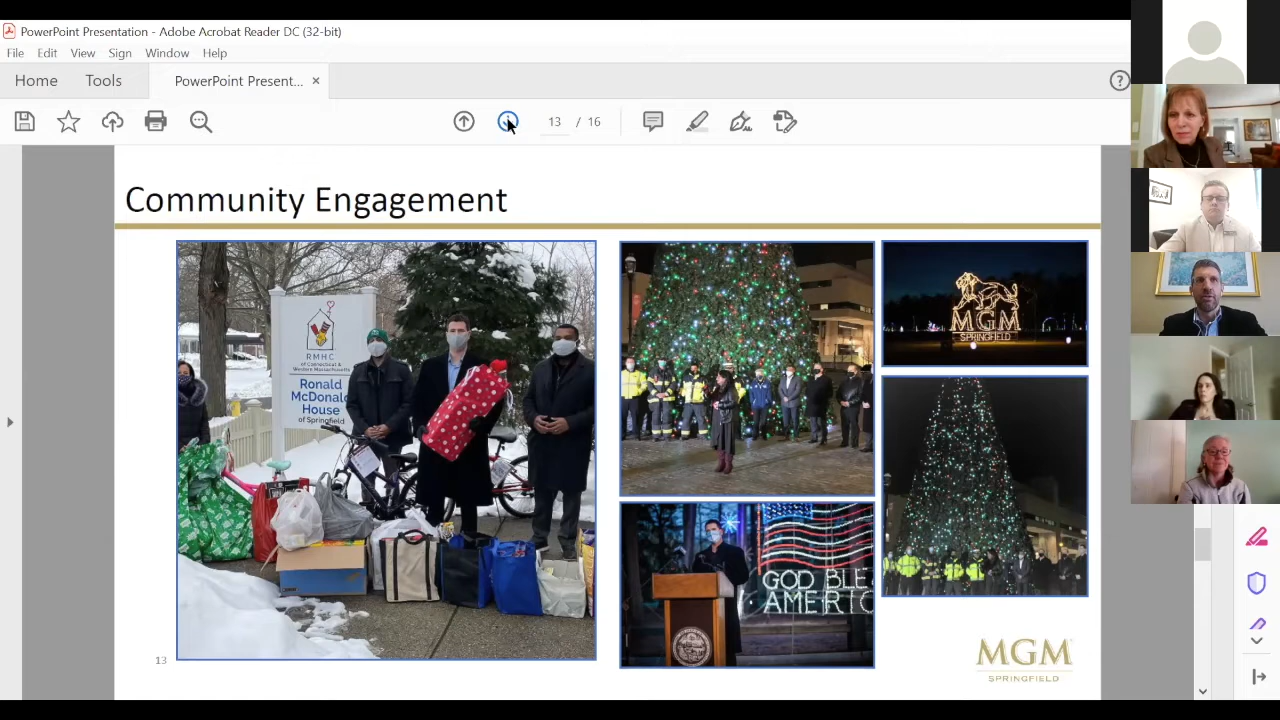 PowerPoint Presentation - Adobe Acrobat Reader DC (32-bit)
File Edit View Sign Window Help
Home Tools PowerPoint Present... ×
13 / 16
Community Engagement
RMHC
of Connecticut &
Western Massachusetts
Ronald
McDonald
House
of Springfield
MGM
SPRINGFIELD
GOD BLE
AMERIC
13
MGM
SPRINGFIELD